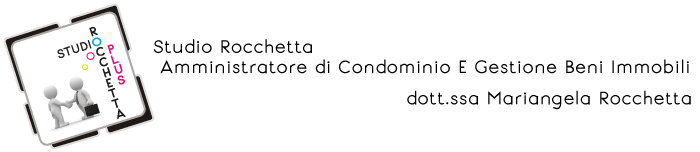 STUDIO
ROCCHETTA
PLUS
Studio Rocchetta
Amministratore di Condominio E Gestione Beni Immobili
dott.ssa Mariangela Rocchetta